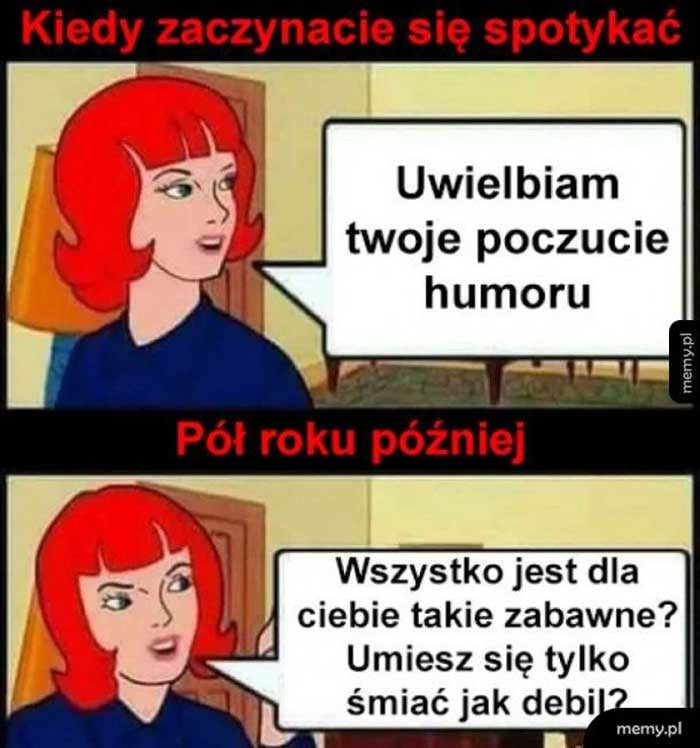 Kiedy zaczynacie się spotykać
Uwielbiam
twoje poczucie
humoru
memy.pl
Pół roku później
Wszystko jest dla
ciebie takie zabawne?
Umiesz się tylko
śmiać jak debil?
memy.pl